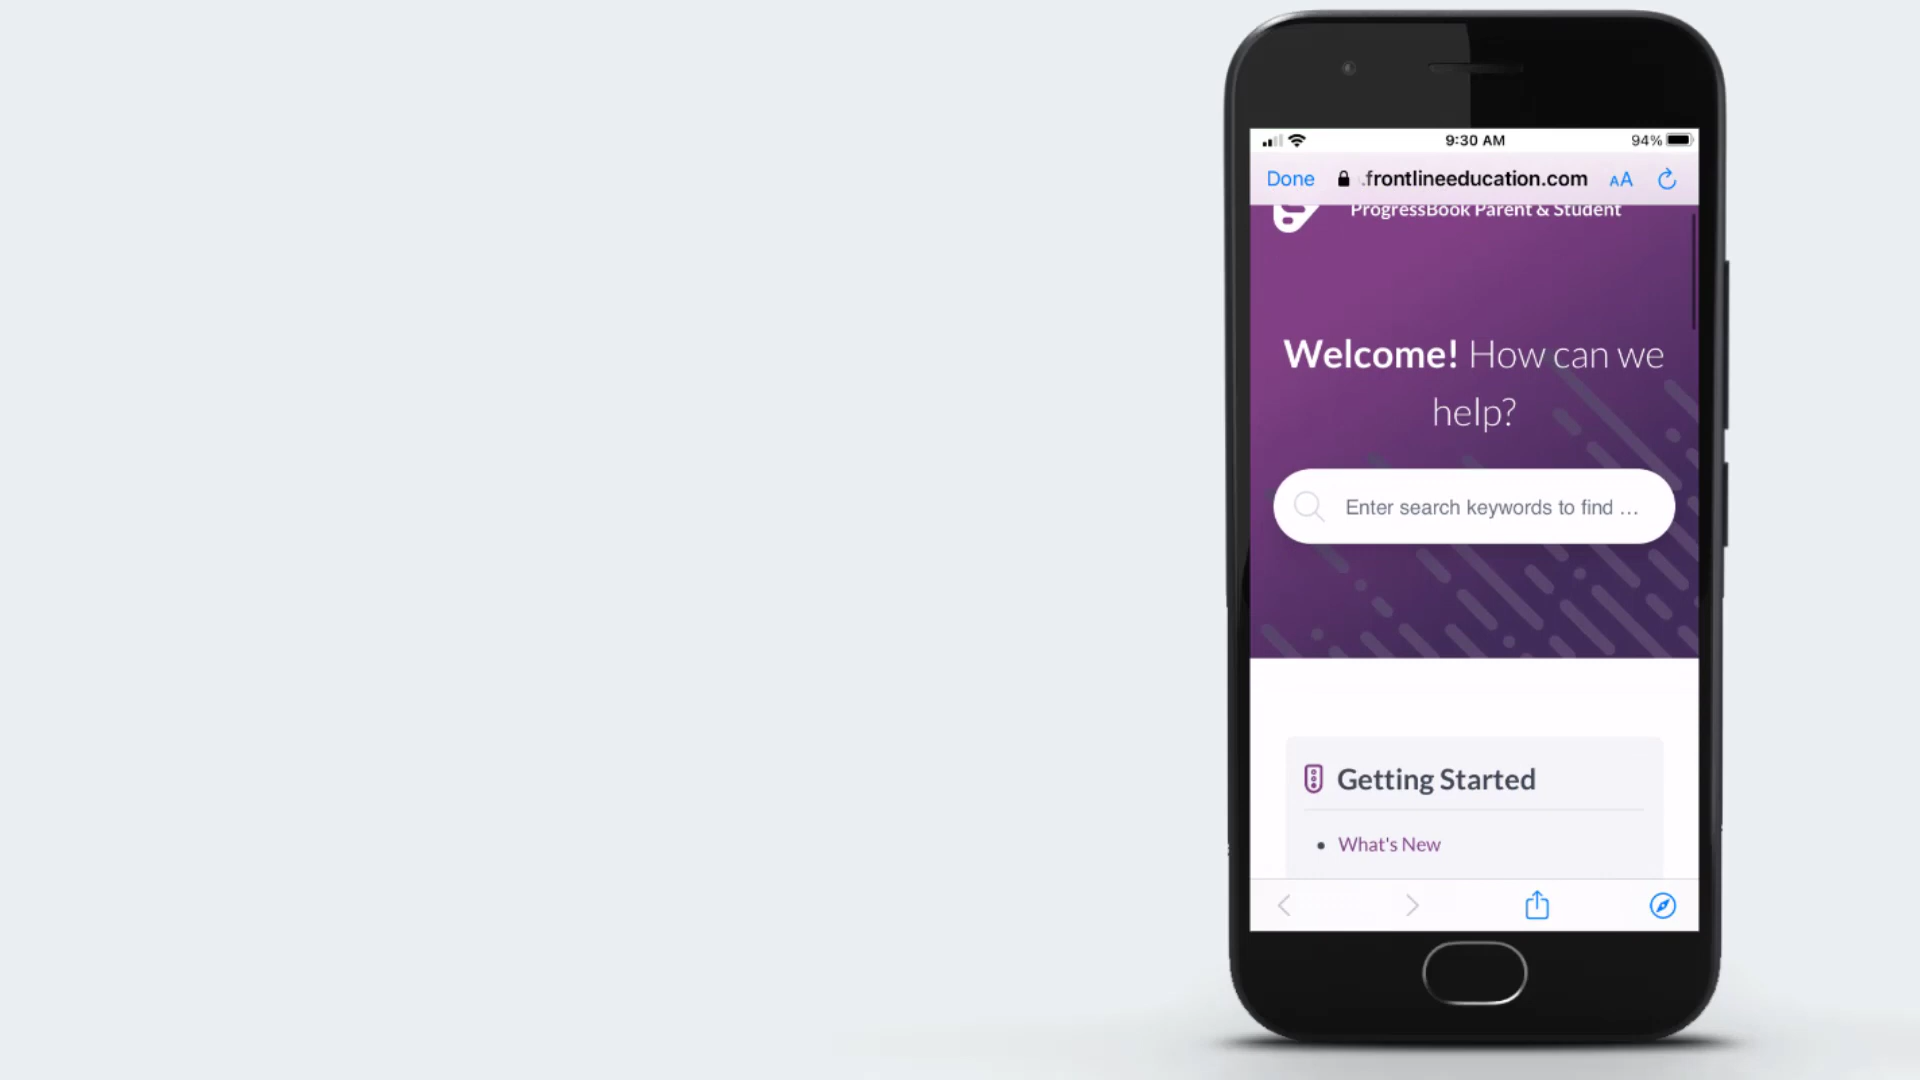 9:30 AM
94%
Done
.frontlineeducation.com
AA
ProgressBook Parent & Student
Welcome! How can we
help?
Enter search keywords to find ...
Getting Started
• What's New